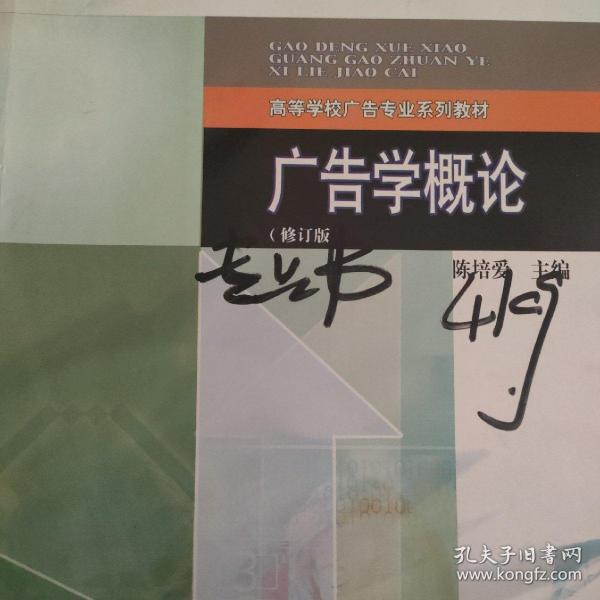 GAO DENG XUE XIAO
GUANG GAO ZHUAN YE
XI LIE JIAO CAI
高等学校广告专业系列教材
广告学概论
（修订版
陈培爱 主编
孔夫子旧书网
www.kongfz.com